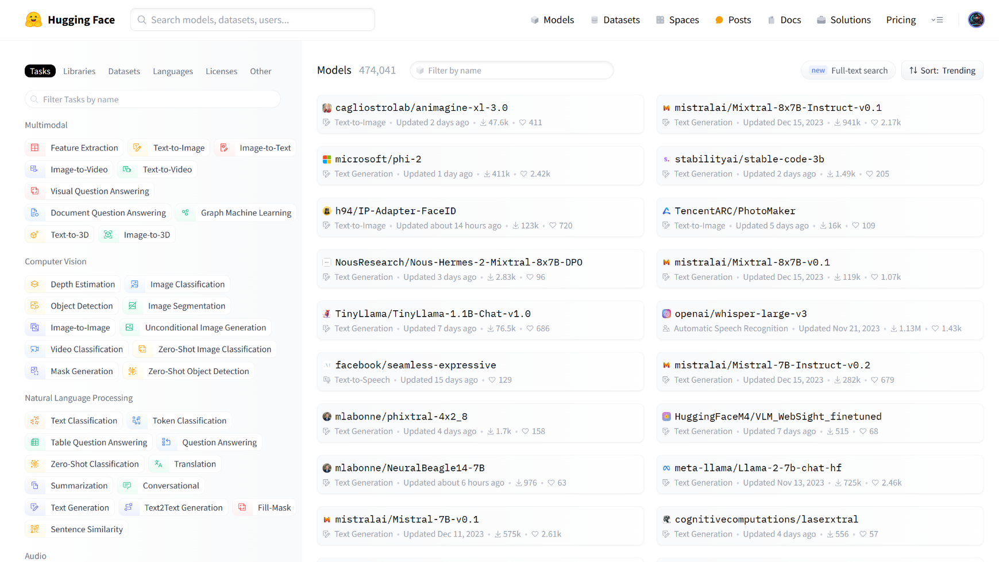 Hugging Face
Search models, datasets, users...
Models
Datasets
Spaces
Posts
Docs
Solutions
Pricing
Tasks
Libraries
Datasets
Languages
Licenses
Other
Filter Tasks by name
Multimodal
Feature Extraction
Text-to-Image
Image-to-Text
Image-to-Video
Text-to-Video
Visual Question Answering
Document Question Answering
Graph Machine Learning
Text-to-3D
Image-to-3D
Computer Vision
Depth Estimation
Image Classification
Object Detection
Image Segmentation
Image-to-Image
Unconditional Image Generation
Video Classification
Zero-Shot Image Classification
Mask Generation
Zero-Shot Object Detection
Natural Language Processing
Text Classification
Token Classification
Table Question Answering
Question Answering
Zero-Shot Classification
Translation
Summarization
Conversational
Text Generation
Text2Text Generation
Fill-Mask
Sentence Similarity
Audio
Models 474,041
Filter by name
new Full-text search
Sort: Trending
cagliostrolab/animagine-xl-3.0
Text-to-Image • Updated 2 days ago • 47.6k • 411
mistralai/Mixtral-8x7B-Instruct-v0.1
Text Generation • Updated Dec 15, 2023 • 941k • 2.17k
microsoft/phi-2
Text Generation • Updated 1 day ago • 411k • 2.42k
s. stabilityai/stable-code-3b
Text Generation • Updated 2 days ago • 1.49k • 205
h94/IP-Adapter-FaceID
Text-to-Image • Updated about 14 hours ago • 123k • 720
TencentARC/PhotoMaker
Text-to-Image • Updated 5 days ago • 16k • 109
NousResearch/Nous-Hermes-2-Mixtral-8x7B-DPO
Text Generation • Updated 3 days ago • 2.83k • 96
mistralai/Mixtral-8x7B-v0.1
Text Generation • Updated Dec 15, 2023 • 119k • 1.07k
TinyLlama/TinyLlama-1.1B-Chat-v1.0
Text Generation • Updated 7 days ago • 76.5k • 686
openai/whisper-large-v3
Automatic Speech Recognition • Updated Nov 21, 2023 • 1.13M • 1.43k
facebook/seamless-expressive
Text-to-Speech • Updated 15 days ago • 129
mistralai/Mistral-7B-Instruct-v0.2
Text Generation • Updated Dec 15, 2023 • 282k • 679
mlabonne/phixtral-4x2_8
Text Generation • Updated 4 days ago • 1.7k • 158
HuggingFaceM4/VLM_WebSight_finetuned
Text Generation • Updated 7 days ago • 515 • 68
mlabonne/NeuralBeagle14-7B
Text Generation • Updated about 6 hours ago • 976 • 63
meta-llama/Llama-2-7b-chat-hf
Text Generation • Updated Nov 13, 2023 • 725k • 2.46k
mistralai/Mistral-7B-v0.1
Text Generation • Updated Dec 11, 2023 • 575k • 2.61k
cognitivecomputations/laserxtral
Text Generation • Updated 4 days ago • 556 • 57